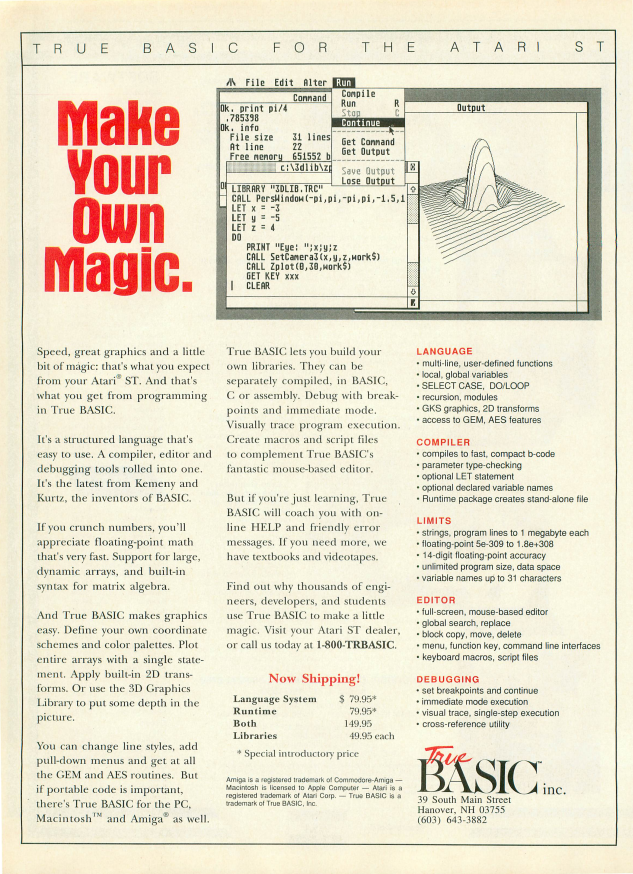 TRUE BASIC FOR THE ATARI ST
Make
Your
Own
Magic.
File Edit Alter Run
Command
Ok. print pi/4
.785398
Ok. info
File size 31 lines
At line 22
Free memory 651552 b
c:\3dlib\zp
Compile
Run R
Stop C
Continue
Get Command
Get Output
Save Output
Lose Output
Output
LIBRARY "3DLIB.TRC"
CALL PersWindow(-pi,pi,-pi,pi,-1.5,1
LET x = -3
LET y = -5
LET z = 4
DO
PRINT "Eye: ";x;y;z
CALL SetCamera3(x,y,z,work$)
CALL Zplot(0,30,work$)
GET KEY xxx
CLEAR
Speed, great graphics and a little
bit of magic: that's what you expect
from your Atari® ST. And that's
what you get from programming
in True BASIC.
It's a structured language that's
easy to use. A compiler, editor and
debugging tools rolled into one.
It's the latest from Kemeny and
Kurtz, the inventors of BASIC.
If you crunch numbers, you'll
appreciate floating-point math
that's very fast. Support for large,
dynamic arrays, and built-in
syntax for matrix algebra.
And True BASIC makes graphics
easy. Define your own coordinate
schemes and color palettes. Plot
entire arrays with a single state-
ment. Apply built-in 2D trans-
forms. Or use the 3D Graphics
Library to put some depth in the
picture.
You can change line styles, add
pull-down menus and get at all
the GEM and AES routines. But
if portable code is important,
there's True BASIC for the PC,
Macintosh™ and Amiga® as well.
True BASIC lets you build your
own libraries. They can be
separately compiled, in BASIC,
C or assembly. Debug with break-
points and immediate mode.
Visually trace program execution.
Create macros and script files
to complement True BASIC's
fantastic mouse-based editor.
But if you're just learning, True
BASIC will coach you with on-
line HELP and friendly error
messages. If you need more, we
have textbooks and videotapes.
Find out why thousands of engi-
neers, developers, and students
use True BASIC to make a little
magic. Visit your Atari ST dealer,
or call us today at 1-800-TRBASIC.
Now Shipping!
Language System $ 79.95*
Runtime 79.95*
Both 149.95
Libraries 49.95 each
* Special introductory price
Amiga is a registered trademark of Commodore-Amiga —
Macintosh is licensed to Apple Computer — Atari is a
registered trademark of Atari Corp. — True BASIC is a
trademark of True BASIC, Inc.
LANGUAGE
• multi-line, user-defined functions
• local, global variables
• SELECT CASE, DO/LOOP
• recursion, modules
• GKS graphics, 2D transforms
• access to GEM, AES features
COMPILER
• compiles to fast, compact b-code
• parameter type-checking
• optional LET statement
• optional declared variable names
• Runtime package creates stand-alone file
LIMITS
• strings, program lines to 1 megabyte each
• floating-point 5e-309 to 1.8e+308
• 14-digit floating-point accuracy
• unlimited program size, data space
• variable names up to 31 characters
EDITOR
• full-screen, mouse-based editor
• global search, replace
• block copy, move, delete
• menu, function key, command line interfaces
• keyboard macros, script files
DEBUGGING
• set breakpoints and continue
• immediate mode execution
• visual trace, single-step execution
• cross-reference utility
True
BASIC™ inc.
39 South Main Street
Hanover, NH 03755
(603) 643-3882